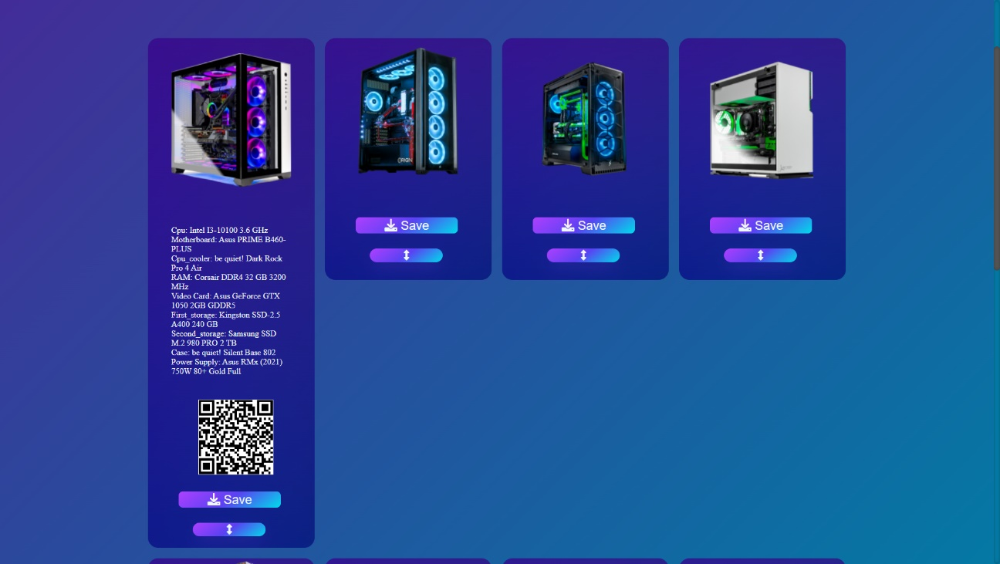 ORIGIN
Save
Save
Save
Cpu: Intel I3-10100 3.6 GHz
Motherboard: Asus PRIME B460-
PLUS
Cpu_cooler: be quiet! Dark Rock
Pro 4 Air
RAM: Corsair DDR4 32 GB 3200
MHz
Video Card: Asus GeForce GTX
1050 2GB GDDR5
First_storage: Kingston SSD-2.5
A400 240 GB
Second_storage: Samsung SSD
M.2 980 PRO 2 TB
Case: be quiet! Silent Base 802
Power Supply: Asus RMx (2021)
750W 80+ Gold Full
Save